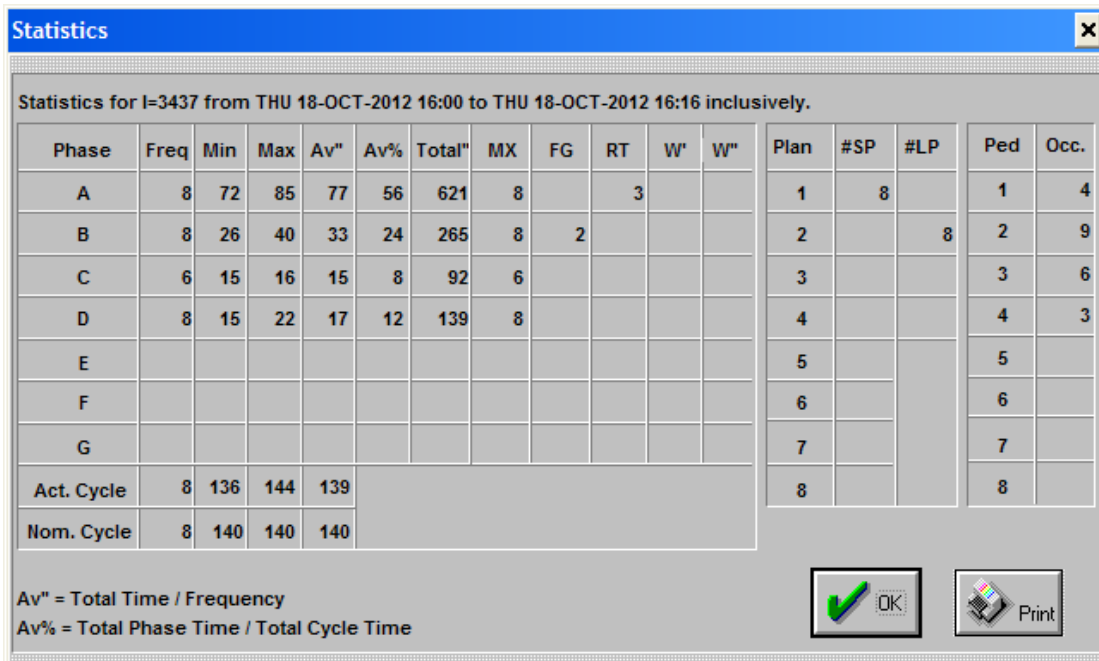 Statistics
Statistics for I=3437 from THU 18-OCT-2012 16:00 to THU 18-OCT-2012 16:16 inclusively.
Phase Freq Min Max Av" Av% Total" MX FG RT W' W" Plan #SP #LP Ped Occ.
A 8 72 85 77 56 621 8 3 1 8 1 4
B 8 26 40 33 24 265 8 2 2 8 2 9
C 6 15 16 15 8 92 6 3 3 6
D 8 15 22 17 12 139 8 4 4 3
E 5 5
F 6 6
G 7 7
Act. Cycle 8 136 144 139 8 8
Nom. Cycle 8 140 140 140
Av" = Total Time / Frequency
Av% = Total Phase Time / Total Cycle Time
OK
Print